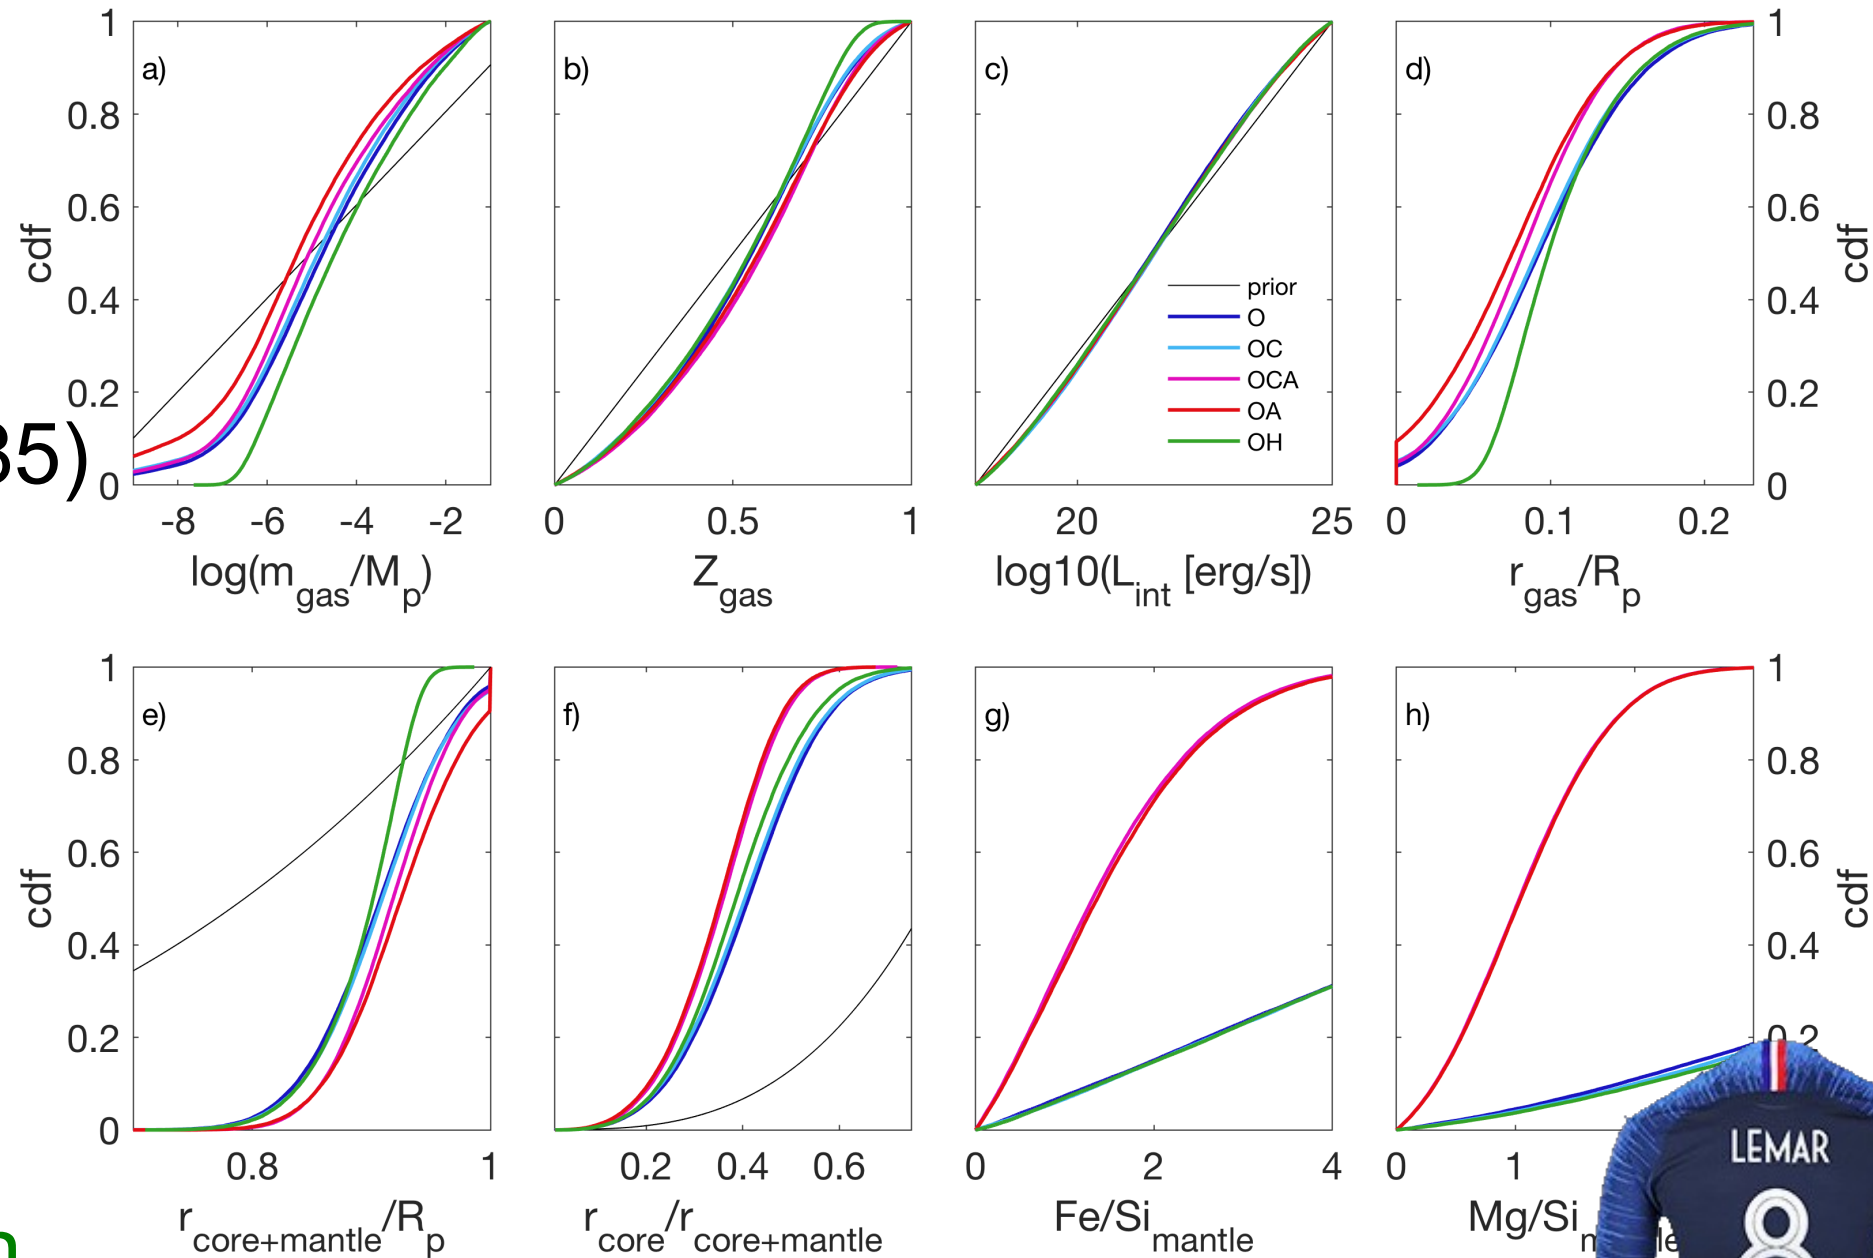 1
0.8
0.6
0.4
0.2
0
cdf
a)
-8 -6 -4 -2
log(m_gas/M_p)
b)
0 0.5 1
Z_gas
c)
prior
O
OC
OCA
OA
OH
20 25
log10(L_int [erg/s])
d)
0 0.1 0.2
r_gas/R_p
1
0.8
0.6
0.4
0.2
0
cdf
35)
1
0.8
0.6
0.4
0.2
0
cdf
e)
0.8 1
r_core+mantle/R_p
f)
0.2 0.4 0.6
r_core/r_core+mantle
g)
0 2 4
Fe/Si_mantle
h)
0 1
Mg/Si
1
0.8
0.6
0.4
0.2
cdf
LEMAR
8